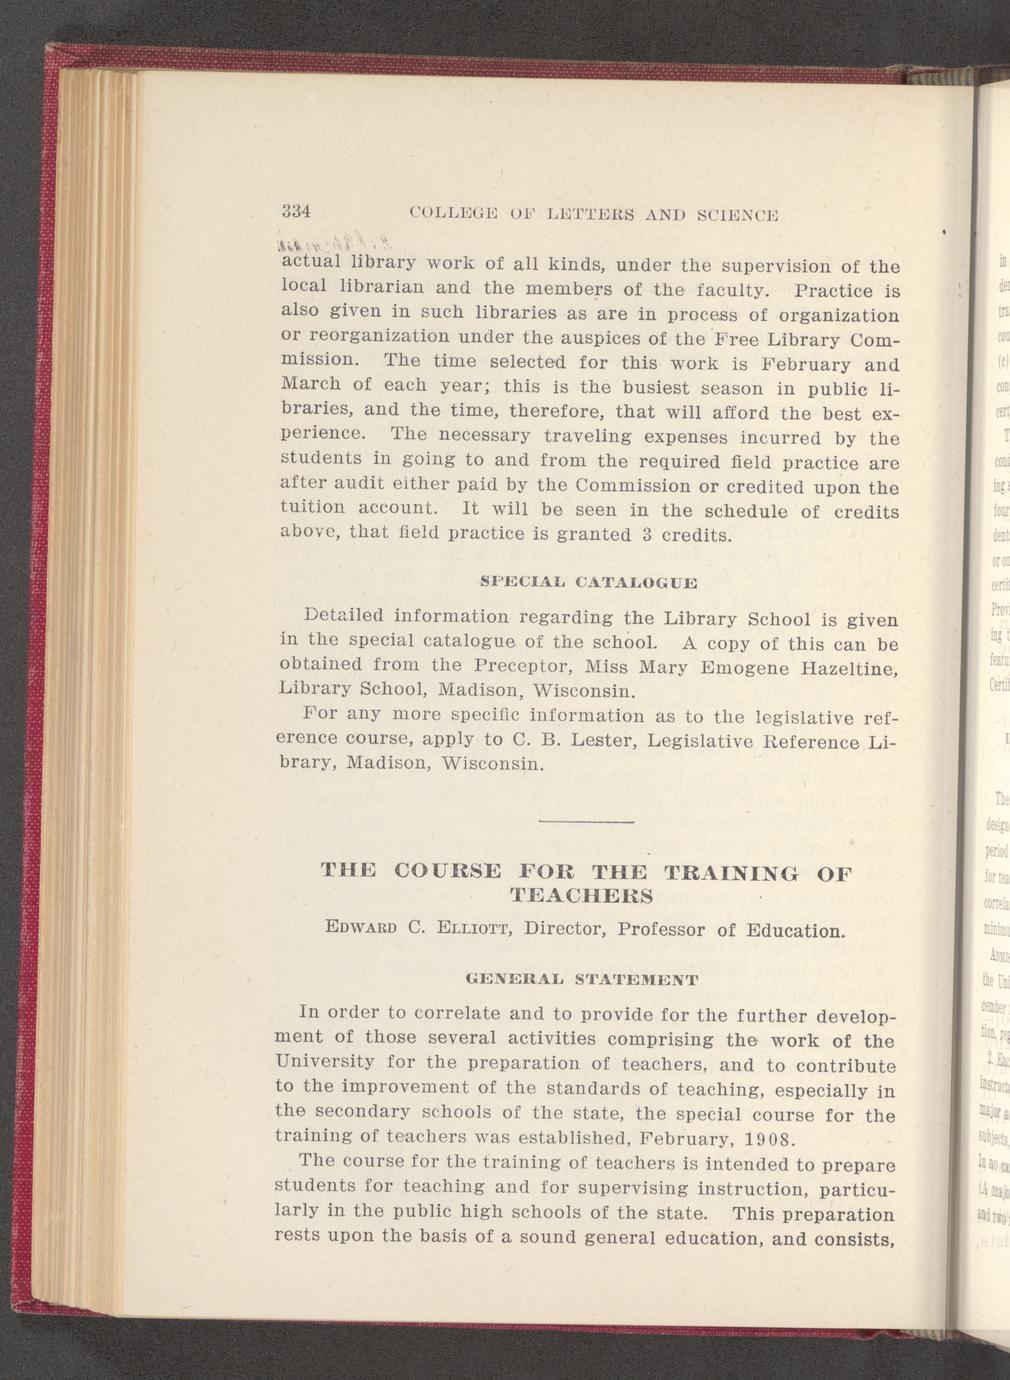 334 COLLEGE OF LETTERS AND SCIENCE
actual library work of all kinds, under the supervision of the
local librarian and the members of the faculty. Practice is
also given in such libraries as are in process of organization
or reorganization under the auspices of the Free Library Com-
mission. The time selected for this work is February and
March of each year; this is the busiest season in public li-
braries, and the time, therefore, that will afford the best ex-
perience. The necessary traveling expenses incurred by the
students in going to and from the required field practice are
after audit either paid by the Commission or credited upon the
tuition account. It will be seen in the schedule of credits
above, that field practice is granted 3 credits.
SPECIAL CATALOGUE
Detailed information regarding the Library School is given
in the special catalogue of the school. A copy of this can be
obtained from the Preceptor, Miss Mary Emogene Hazeltine,
Library School, Madison, Wisconsin.
For any more specific information as to the legislative ref-
erence course, apply to C. B. Lester, Legislative Reference Li-
brary, Madison, Wisconsin.
THE COURSE FOR THE TRAINING OF
TEACHERS
EDWARD C. ELLIOTT, Director, Professor of Education.
GENERAL STATEMENT
In order to correlate and to provide for the further develop-
ment of those several activities comprising the work of the
University for the preparation of teachers, and to contribute
to the improvement of the standards of teaching, especially in
the secondary schools of the state, the special course for the
training of teachers was established, February, 1908.
The course for the training of teachers is intended to prepare
students for teaching and for supervising instruction, particu-
larly in the public high schools of the state. This preparation
rests upon the basis of a sound general education, and consists,